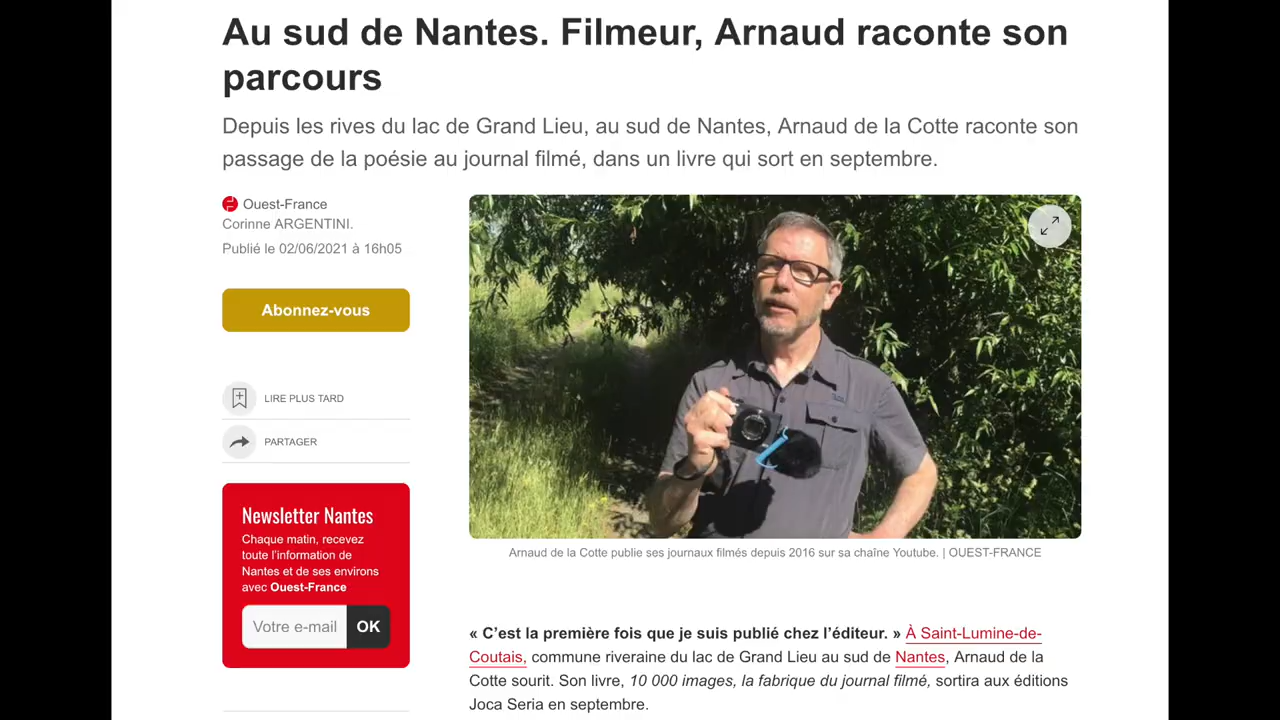 Au sud de Nantes. Filmeur, Arnaud raconte son
parcours
Depuis les rives du lac de Grand Lieu, au sud de Nantes, Arnaud de la Cotte raconte son
passage de la poésie au journal filmé, dans un livre qui sort en septembre.
Ouest-France
Corinne ARGENTINI.
Publié le 02/06/2021 à 16h05
Abonnez-vous
LIRE PLUS TARD
PARTAGER
Newsletter Nantes
Chaque matin, recevez
toute l'information de
Nantes et de ses environs
avec Ouest-France
Votre e-mail OK
Arnaud de la Cotte publie ses journaux filmés depuis 2016 sur sa chaîne Youtube. | OUEST-FRANCE
« C'est la première fois que je suis publié chez l'éditeur. » À Saint-Lumine-de-
Coutais, commune riveraine du lac de Grand Lieu au sud de Nantes, Arnaud de la
Cotte sourit. Son livre, 10 000 images, la fabrique du journal filmé, sortira aux éditions
Joca Seria en septembre.